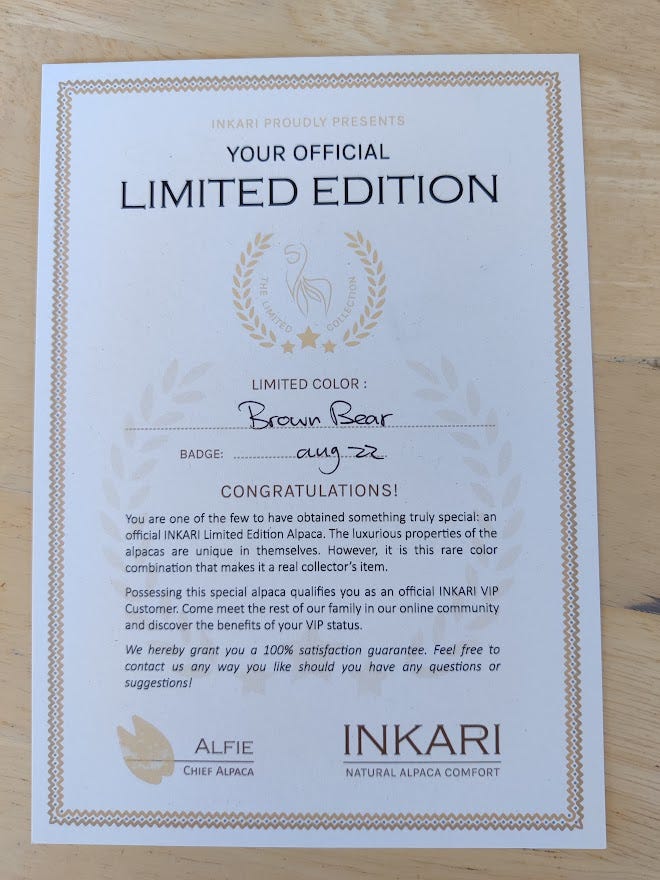 INKARI PROUDLY PRESENTS
YOUR OFFICIAL
LIMITED EDITION
THE LIMITED COLLECTION
LIMITED COLOR :
Brown Bear
BADGE: aug 22
CONGRATULATIONS!
You are one of the few to have obtained something truly special: an
official INKARI Limited Edition Alpaca. The luxurious properties of the
alpacas are unique in themselves. However, it is this rare color
combination that makes it a real collector's item.
Possessing this special alpaca qualifies you as an official INKARI VIP
Customer. Come meet the rest of our family in our online community
and discover the benefits of your VIP status.
We hereby grant you a 100% satisfaction guarantee. Feel free to
contact us any way you like should you have any questions or
suggestions!
ALFIE
CHIEF ALPACA
INKARI
NATURAL ALPACA COMFORT